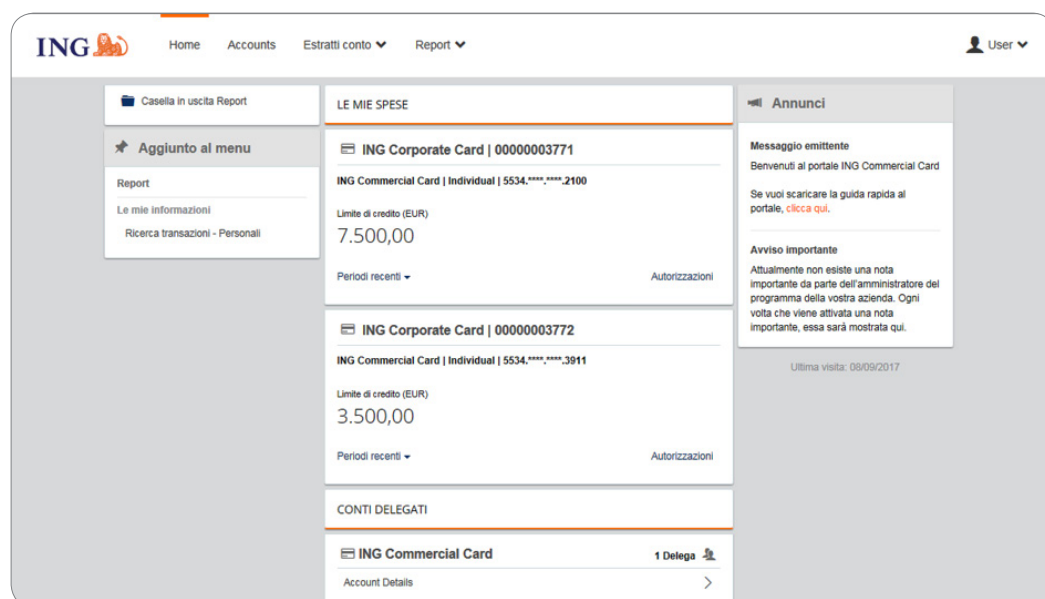 ING
Home
Accounts
Estratti conto
Report
User
Casella in uscita Report
Aggiunto al menu
Report
Le mie informazioni
Ricerca transazioni - Personali
LE MIE SPESE
ING Corporate Card | 00000003771
ING Commercial Card | Individual | 5534.****.****.2100
Limite di credito (EUR)
7.500,00
Periodi recenti
Autorizzazioni
ING Corporate Card | 00000003772
ING Commercial Card | Individual | 5534.****.****.3911
Limite di credito (EUR)
3.500,00
Periodi recenti
Autorizzazioni
CONTI DELEGATI
ING Commercial Card
1 Delega
Account Details
Annunci
Messaggio emittente
Benvenuti al portale ING Commercial Card
Se vuoi scaricare la guida rapida al
portale, clicca qui.
Avviso importante
Attualmente non esiste una nota
importante da parte dell'amministratore del
programma della vostra azienda. Ogni
volta che viene attivata una nota
importante, essa sarà mostrata qui.
Ultima visita: 08/09/2017